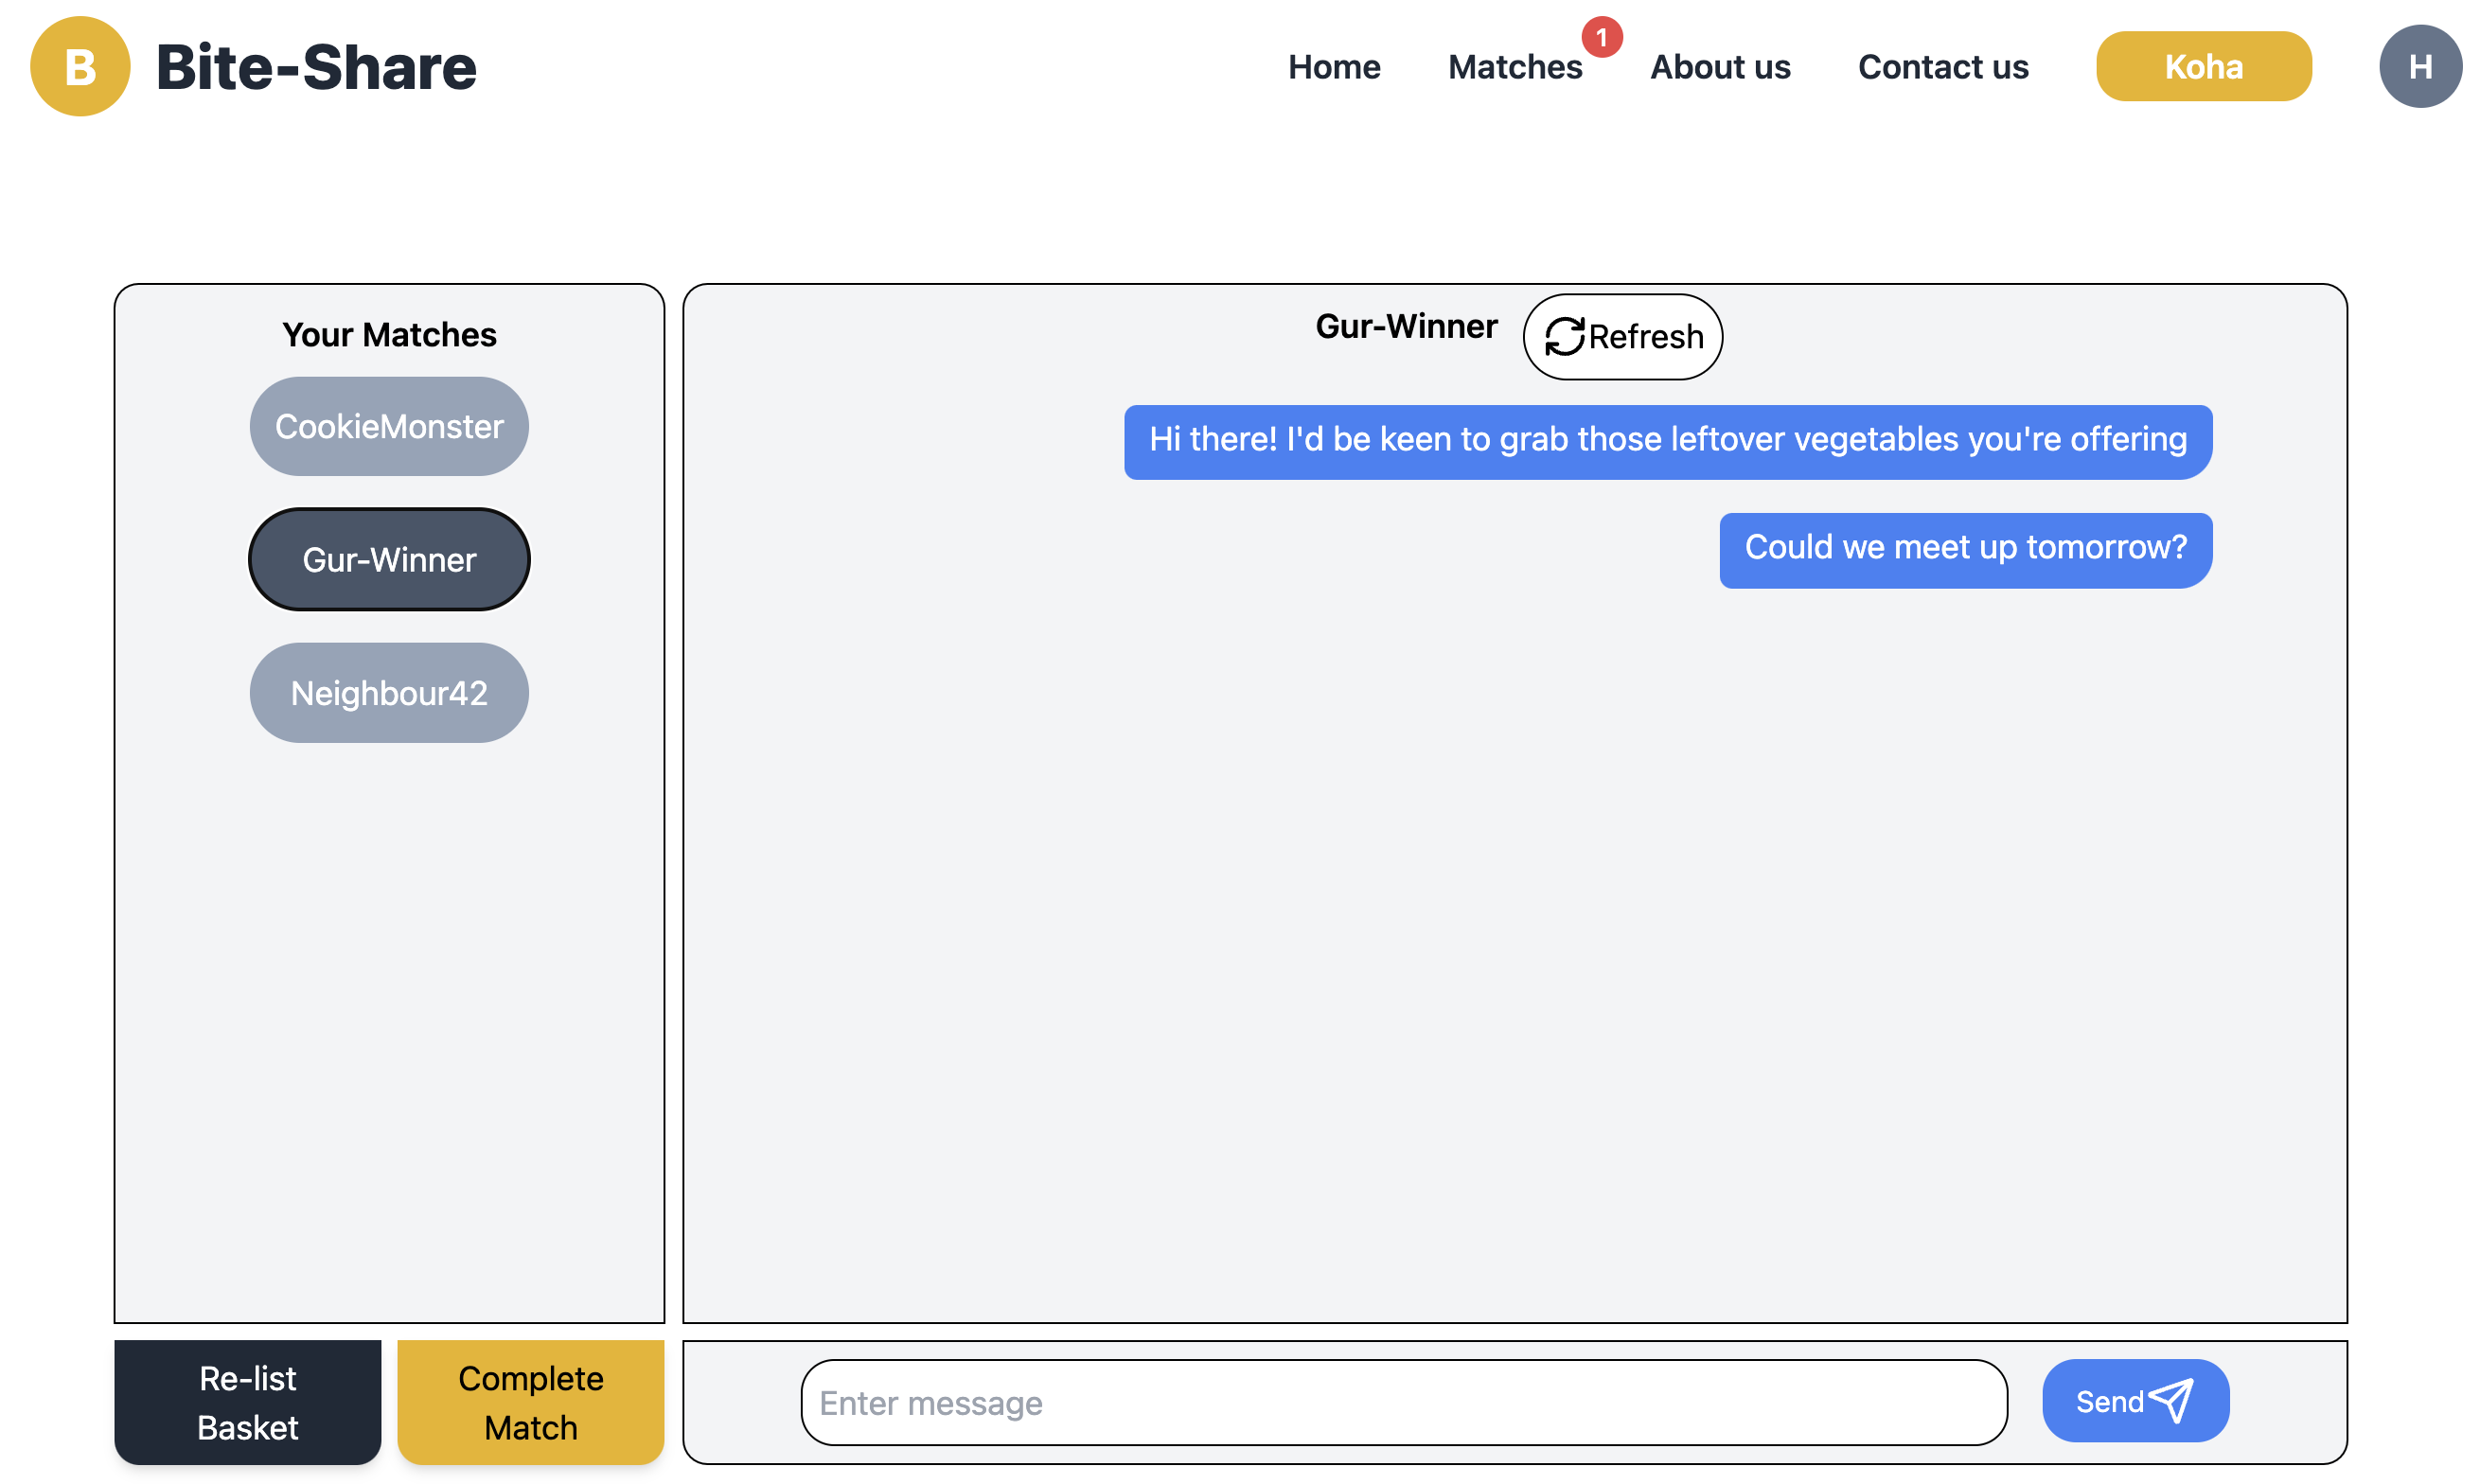 B
Bite-Share
Home
Matches
1
About us
Contact us
Koha
H
Your Matches
CookieMonster
Gur-Winner
Neighbour42
Re-list
Basket
Complete
Match
Gur-Winner
Refresh
Hi there! I'd be keen to grab those leftover vegetables you're offering
Could we meet up tomorrow?
Enter message
Send